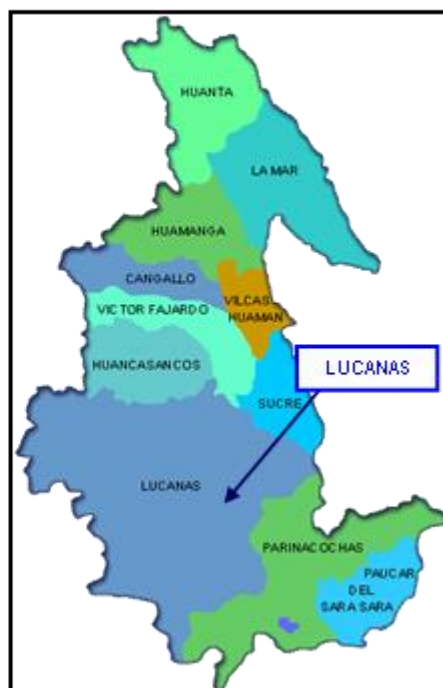 HUANTA
LA MAR
HUAMANGA
CANGALLO
VILCAS
HUAMAN
VICTOR FAJARDO
HUANCASANCOS
LUCANAS
SUCRE
LUCANAS
PARINACOCHAS
PAUCAR
DEL
SARA SARA